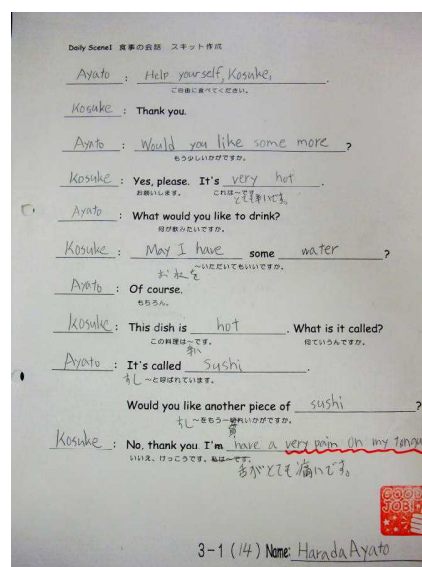 Daily Scene1 食事の会話 スキット作成
Ayato : Help yourself, Kosuke,.
ご自由に食べてください。
Kosuke : Thank you.
Ayato : Would you like some more ?
もう少しいかがですか。
Kosuke : Yes, please. It's very hot.
お願いします。 これは〜です。
とても辛いです。
Ayato : What would you like to drink?
何が飲みたいですか。
Kosuke : May I have some water ?
〜いただいてもいいですか。
お水を
Ayato : Of course.
もちろん。
Kosuke : This dish is hot. What is it called?
この料理は〜です。 何ていうんですか。
辛い
Ayato : It's called sushi.
すし 〜と呼ばれています。
Would you like another piece of sushi ?
すし 〜をもう一切れいかがですか。
貫
Kosuke : No, thank you. I'm have a very pain on my tongu
いいえ、けっこうです。私は〜です。
舌がとても痛いです。
GOOD JOB!
3-1 (14) Name: Harada Ayato